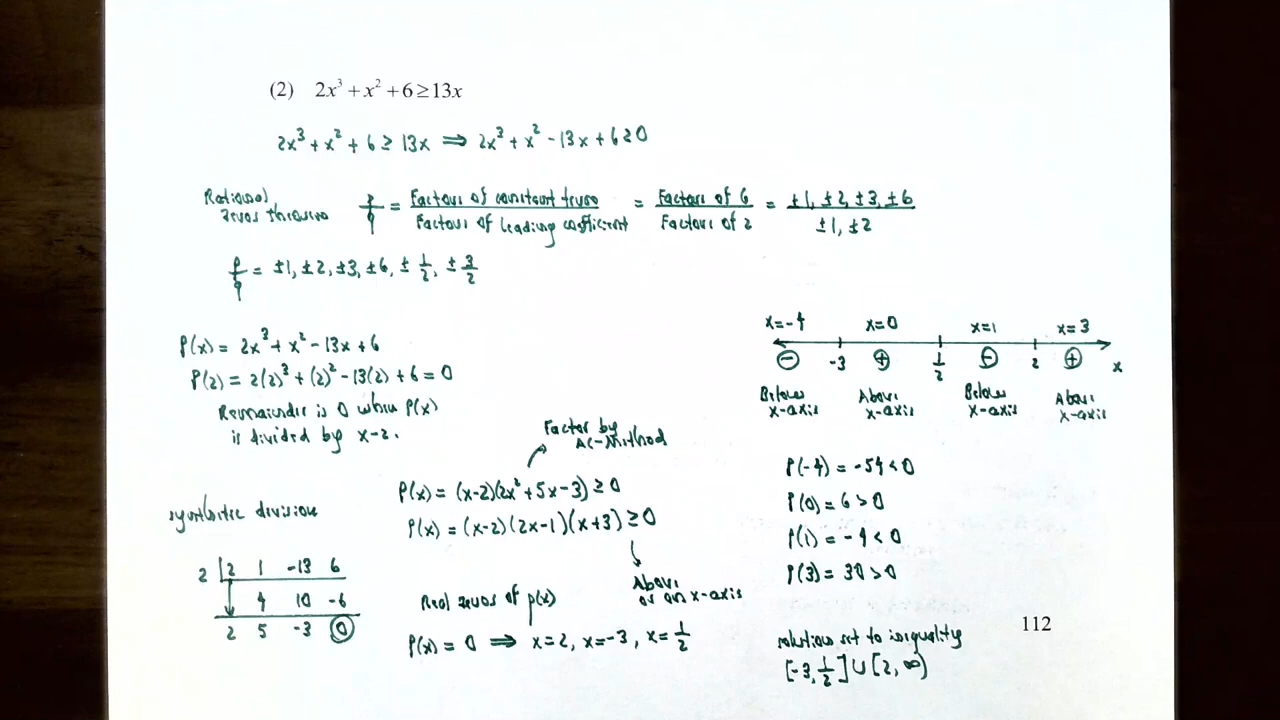 (2) 2x³ + x² + 6 ≥ 13x
2x³ + x² + 6 ≥ 13x ⟹ 2x³ + x² - 13x + 6 ≥ 0
Rational zeros theorem
p/q = Factors of constant term / Factors of leading coefficient = Factors of 6 / Factors of 2 = ±1, ±2, ±3, ±6 / ±1, ±2
p/q = ±1, ±2, ±3, ±6, ± 1/2, ± 3/2
P(x) = 2x³ + x² - 13x + 6
P(2) = 2(2)³ + (2)² - 13(2) + 6 = 0
Remainder is 0 when P(x)
is divided by x-2.
synthetic division
2 | 2 1 -13 6
4 10 -6
2 5 -3 0
Factor by
AC-Method
P(x) = (x-2)(2x² + 5x - 3) ≥ 0
P(x) = (x-2)(2x-1)(x+3) ≥ 0
Above
or on x-axis
Real zeros of p(x)
P(x) = 0 ⟹ x=2, x=-3, x=1/2
x=-4 x=0 x=1 x=3
- -3 + 1/2 - 2 + x
Below Above Below Above
x-axis x-axis x-axis x-axis
P(-4) = -54 < 0
P(0) = 6 > 0
P(1) = -4 < 0
P(3) = 30 > 0
solution set to inequality
[-3, 1/2] ∪ [2, ∞)
112